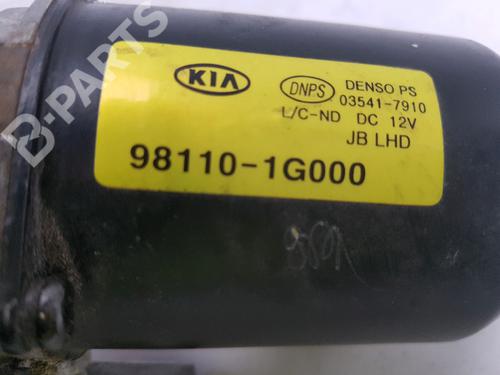 KIA
DNPS
DENSO PS
03541-7910
L/C-ND DC 12V
JB LHD
98110-1G000
B-PARTS